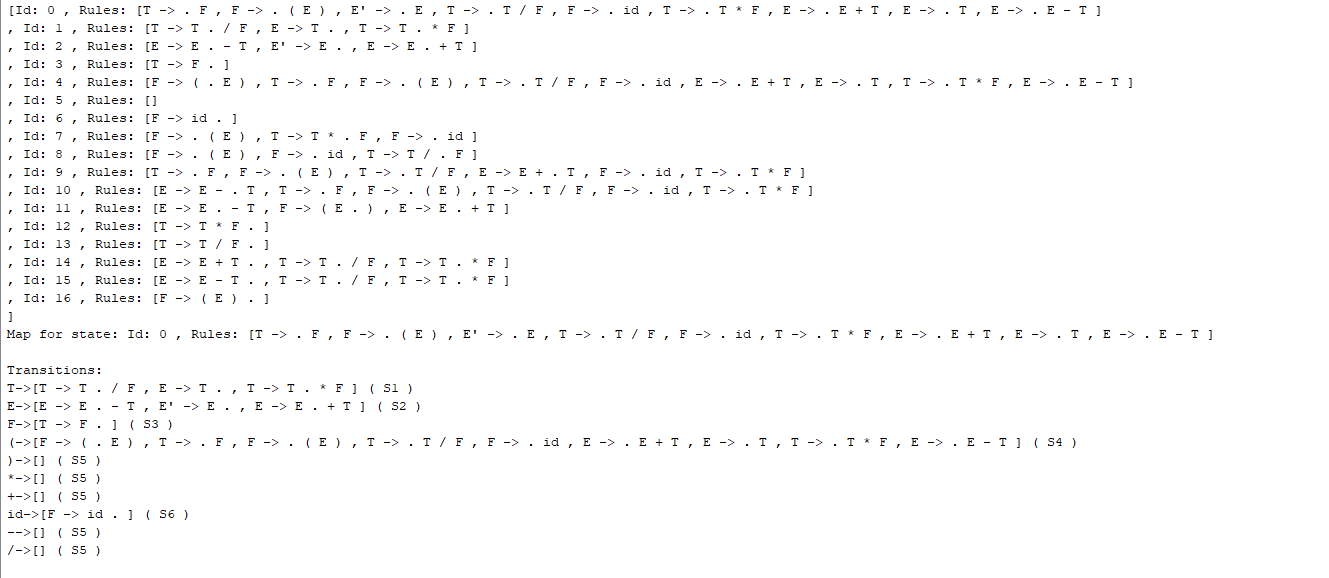 [Id: 0 , Rules: [T -> . F , F -> . ( E ) , E' -> . E , T -> . T / F , F -> . id , T -> . T * F , E -> . E + T , E -> . T , E -> . E - T ]
, Id: 1 , Rules: [T -> T . / F , E -> T . , T -> T . * F ]
, Id: 2 , Rules: [E -> E . - T , E' -> E . , E -> E . + T ]
, Id: 3 , Rules: [T -> F . ]
, Id: 4 , Rules: [F -> ( . E ) , T -> . F , F -> . ( E ) , T -> . T / F , F -> . id , E -> . E + T , E -> . T , T -> . T * F , E -> . E - T ]
, Id: 5 , Rules: []
, Id: 6 , Rules: [F -> id . ]
, Id: 7 , Rules: [F -> . ( E ) , T -> T * . F , F -> . id ]
, Id: 8 , Rules: [F -> . ( E ) , F -> . id , T -> T / . F ]
, Id: 9 , Rules: [T -> . F , F -> . ( E ) , T -> . T / F , E -> E + . T , F -> . id , T -> . T * F ]
, Id: 10 , Rules: [E -> E - . T , T -> . F , F -> . ( E ) , T -> . T / F , F -> . id , T -> . T * F ]
, Id: 11 , Rules: [E -> E . - T , F -> ( E . ) , E -> E . + T ]
, Id: 12 , Rules: [T -> T * F . ]
, Id: 13 , Rules: [T -> T / F . ]
, Id: 14 , Rules: [E -> E + T . , T -> T . / F , T -> T . * F ]
, Id: 15 , Rules: [E -> E - T . , T -> T . / F , T -> T . * F ]
, Id: 16 , Rules: [F -> ( E ) . ]
]
Map for state: Id: 0 , Rules: [T -> . F , F -> . ( E ) , E' -> . E , T -> . T / F , F -> . id , T -> . T * F , E -> . E + T , E -> . T , E -> . E - T ]
Transitions:
T->[T -> T . / F , E -> T . , T -> T . * F ] ( S1 )
E->[E -> E . - T , E' -> E . , E -> E . + T ] ( S2 )
F->[T -> F . ] ( S3 )
(->[F -> ( . E ) , T -> . F , F -> . ( E ) , T -> . T / F , F -> . id , E -> . E + T , E -> . T , T -> . T * F , E -> . E - T ] ( S4 )
)->[] ( S5 )
*->[] ( S5 )
+->[] ( S5 )
id->[F -> id . ] ( S6 )
-->[] ( S5 )
/->[] ( S5 )